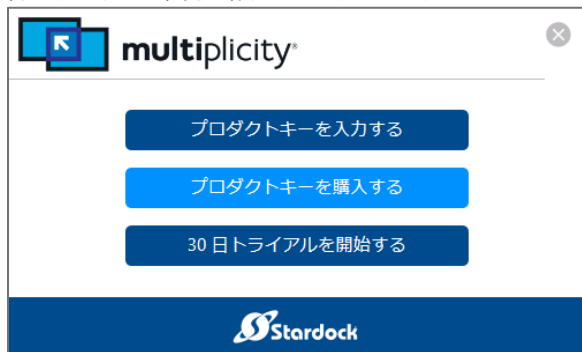 multiplicity®
プロダクトキーを入力する
プロダクトキーを購入する
30 日トライアルを開始する
Stardock